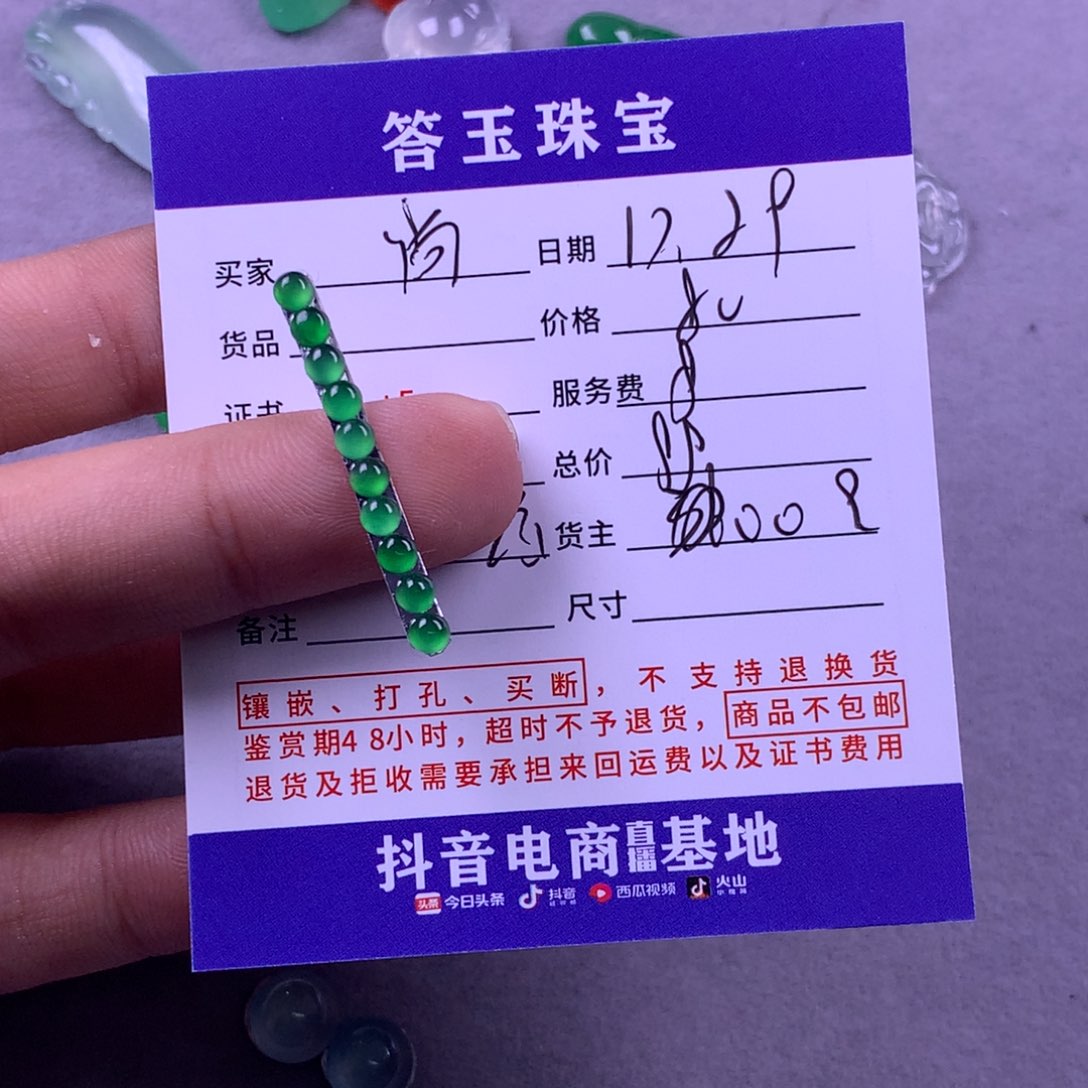 答玉珠宝
买家 尚 日期 12.29
货品 价格
证书 服务费
总价
货主 009
备注 尺寸
镶嵌、打孔、买断，不支持退换货
鉴赏期48小时，超时不予退货，商品不包邮
退货及拒收需要承担来回运费以及证书费用
抖音电商直播基地
头条 今日头条 抖音 西瓜视频 火山